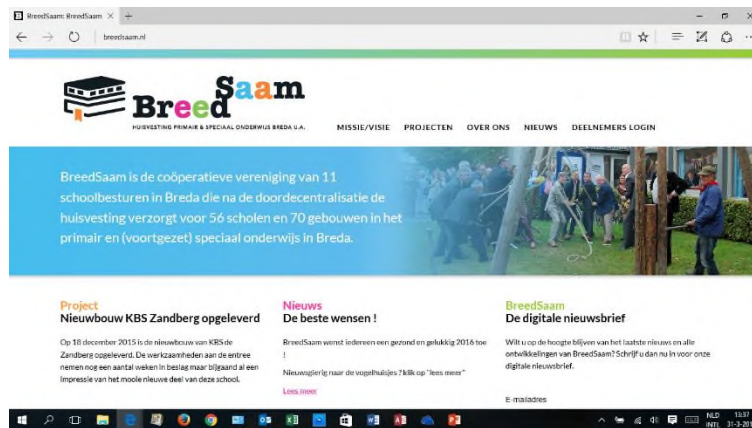 BreedSaam: BreedSaam
breedsaam.nl
BreedSaam
HUISVESTING PRIMAIR & SPECIAAL ONDERWIJS BREDA U.A.
MISSIE/VISIE PROJECTEN OVER ONS NIEUWS DEELNEMERS LOGIN
BreedSaam is de coöperatieve vereniging van 11
schoolbesturen in Breda die na de doordecentralisatie de
huisvesting verzorgt voor 56 scholen en 70 gebouwen in het
primair en (voortgezet) speciaal onderwijs in Breda.
Project
Nieuwbouw KBS Zandberg opgeleverd
Op 18 december 2015 is de nieuwbouw van KBS de
Zandberg opgeleverd. De werkzaamheden aan de entree
nemen nog een aantal weken in beslag maar bijgaand al een
impressie van het mooie nieuwe deel van deze school.
Nieuws
De beste wensen !
BreedSaam wenst iedereen een gezond en gelukkig 2016 toe
!
Nieuwsgierig naar de vogelhuisjes ? klik op "lees meer"
Lees meer
BreedSaam
De digitale nieuwsbrief
Wilt u op de hoogte blijven van het laatste nieuws en alle
ontwikkelingen van BreedSaam? Schrijf u dan nu in voor onze
digitale nieuwsbrief.
E-mailadres
NLD 13:37
INTL 31-3-20